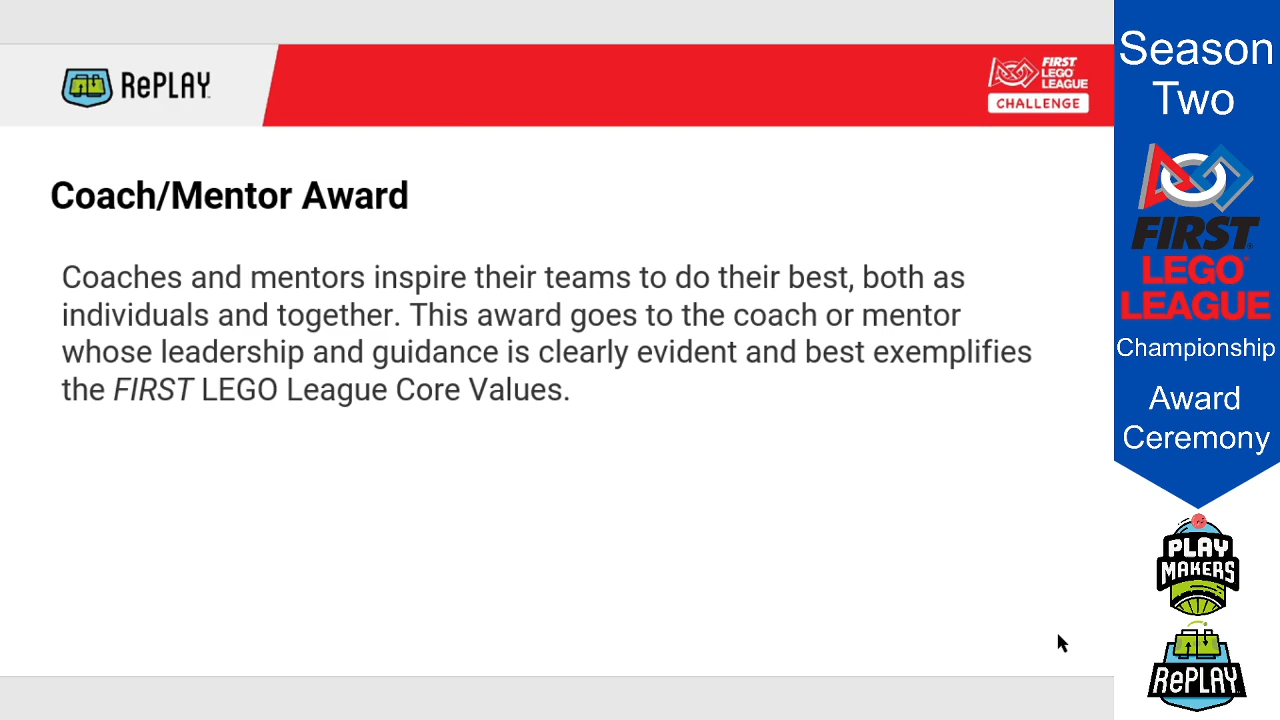 RePLAY
FIRST
LEGO
LEAGUE
CHALLENGE
Coach/Mentor Award
Coaches and mentors inspire their teams to do their best, both as
individuals and together. This award goes to the coach or mentor
whose leadership and guidance is clearly evident and best exemplifies
the FIRST LEGO League Core Values.
Season
Two
FIRST
LEGO
LEAGUE
Championship
Award
Ceremony
PLAY
MAKERS
RePLAY